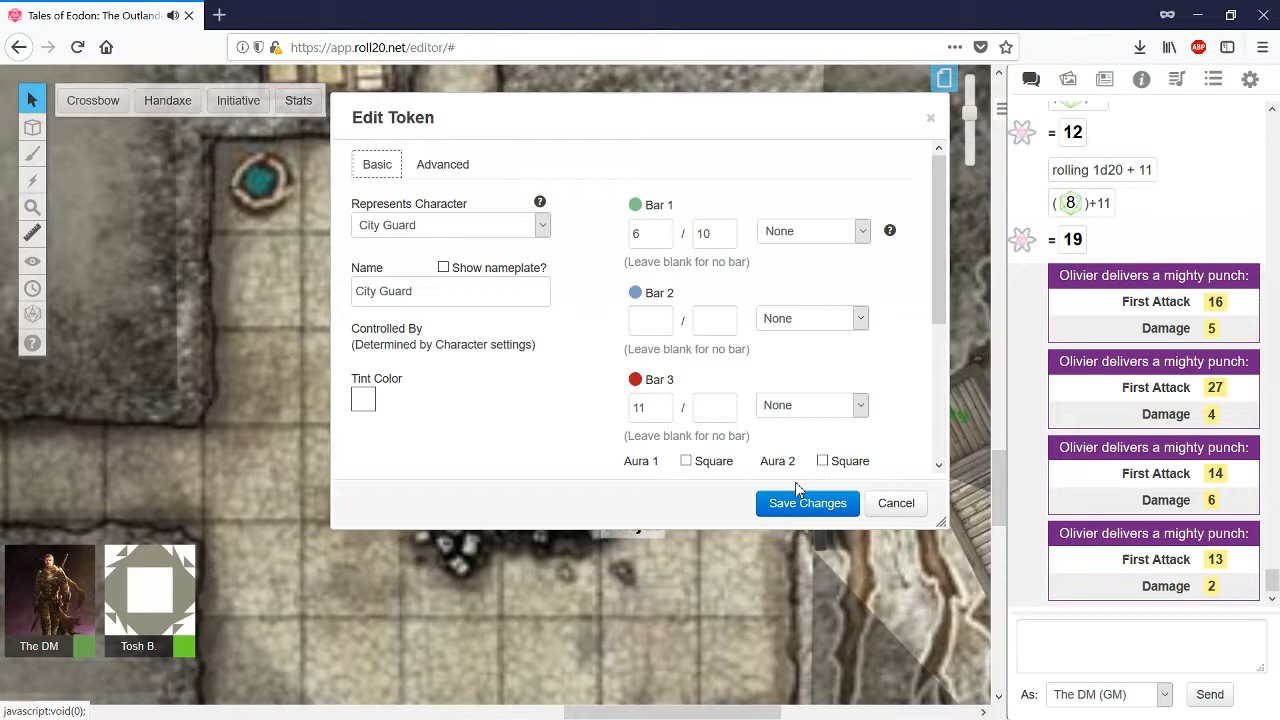 Tales of Eodon: The Outlande
https://app.roll20.net/editor/#
ABP
Crossbow
Handaxe
Initiative
Stats
Edit Token
Basic
Advanced
Represents Character
City Guard
Name
Show nameplate?
City Guard
Controlled By
(Determined by Character settings)
Tint Color
Bar 1
6 / 10
None
(Leave blank for no bar)
Bar 2
/
None
(Leave blank for no bar)
Bar 3
11 /
None
(Leave blank for no bar)
Aura 1 Square Aura 2 Square
Save Changes
Cancel
= 12
rolling 1d20 + 11
(8)+11
= 19
Olivier delivers a mighty punch:
First Attack 16
Damage 5
Olivier delivers a mighty punch:
First Attack 27
Damage 4
Olivier delivers a mighty punch:
First Attack 14
Damage 6
Olivier delivers a mighty punch:
First Attack 13
Damage 2
As: The DM (GM)
Send
The DM
Tosh B.
javascript:void(0);